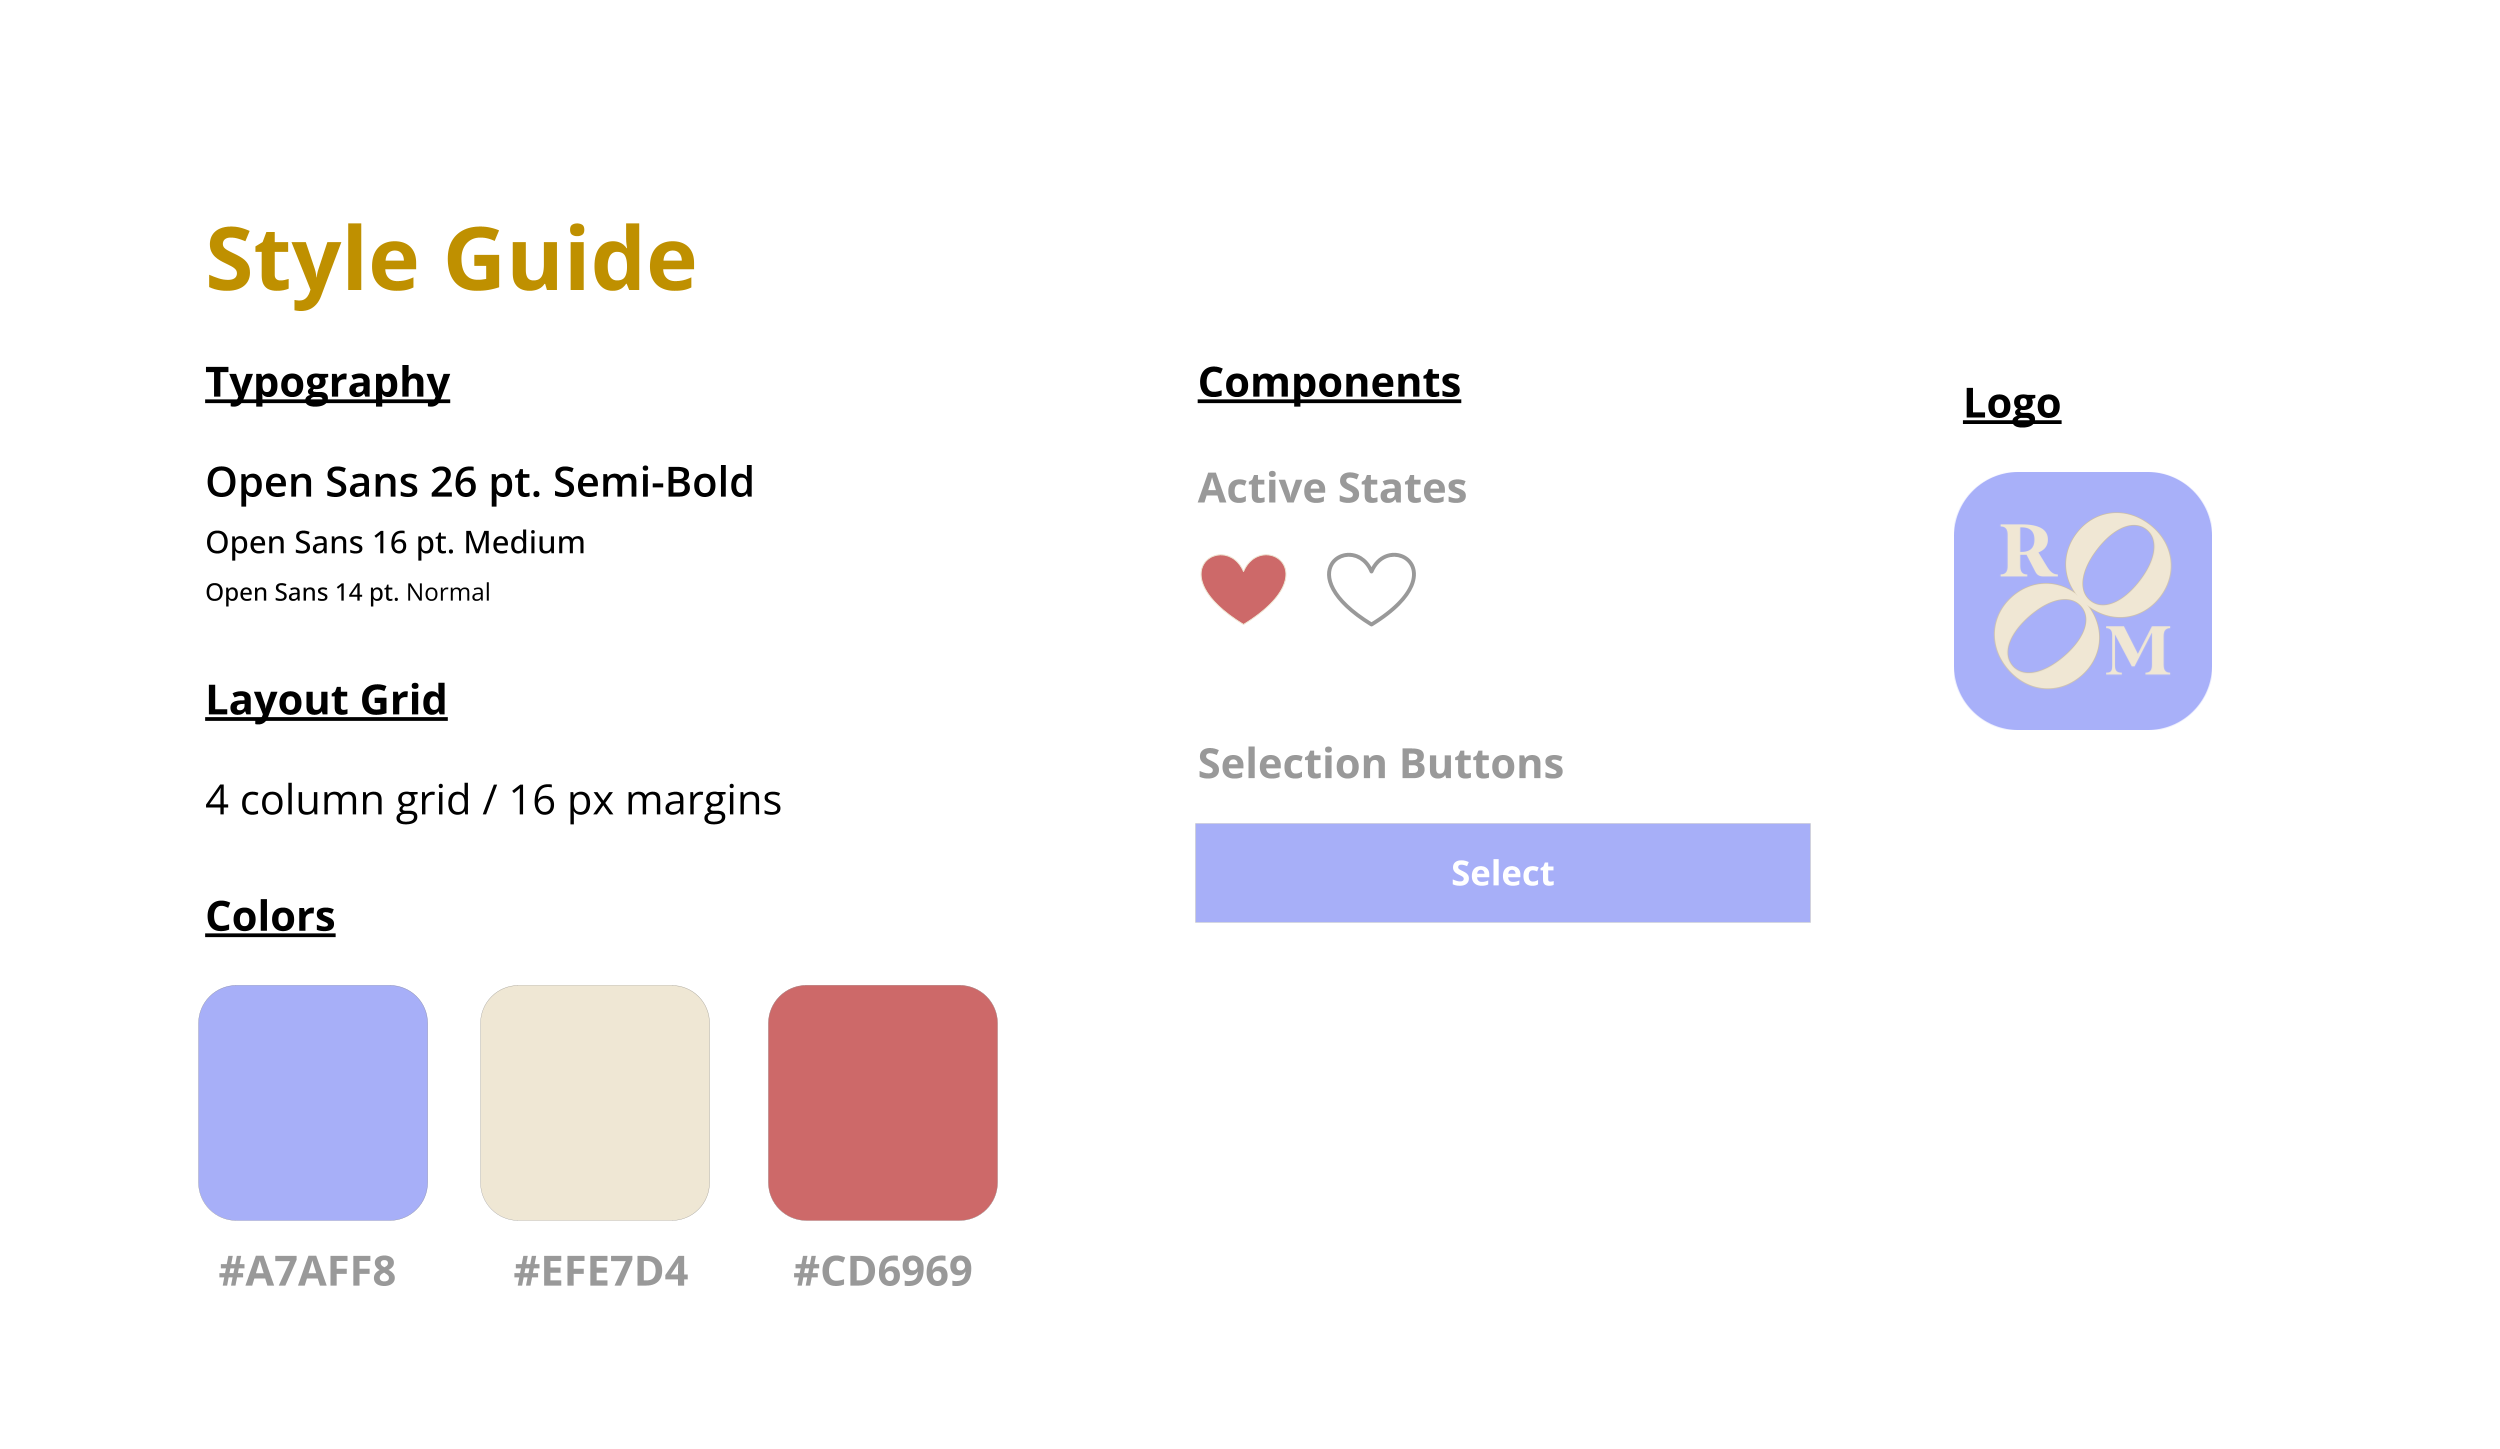 Style Guide
Typography
Open Sans 26 pt. Semi-Bold
Open Sans 16 pt. Medium
Open Sans 14 pt. Normal
Layout Grid
4 column grid / 16 px margins
Colors
#A7AFF8
#EFE7D4
#CD6969
Components
Active States
Selection Buttons
Select
Logo
RO
OM